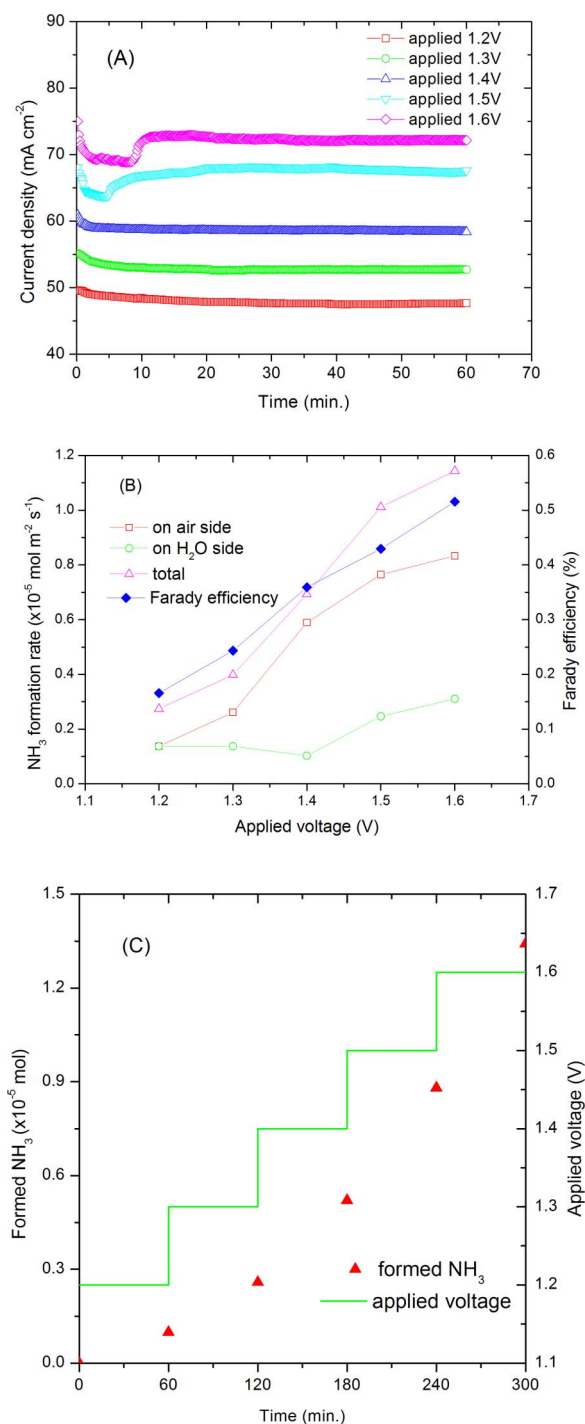 (A)
applied 1.2V
applied 1.3V
applied 1.4V
applied 1.5V
applied 1.6V
Current density (mA cm⁻²)
90
80
70
60
50
40
0 10 20 30 40 50 60 70
Time (min.)
(B)
on air side
on H₂O side
total
Farady efficiency
NH₃ formation rate (x10⁻⁵ mol m⁻² s⁻¹)
1.2
1.0
0.8
0.6
0.4
0.2
0.0
Farady efficiency (%)
0.6
0.5
0.4
0.3
0.2
0.1
0.0
1.1 1.2 1.3 1.4 1.5 1.6 1.7
Applied voltage (V)
(C)
Formed NH₃ (x10⁻⁵ mol)
1.5
1.2
0.9
0.6
0.3
0.0
Applied voltage (V)
1.7
1.6
1.5
1.4
1.3
1.2
1.1
formed NH₃
applied voltage
0 60 120 180 240 300
Time (min.)